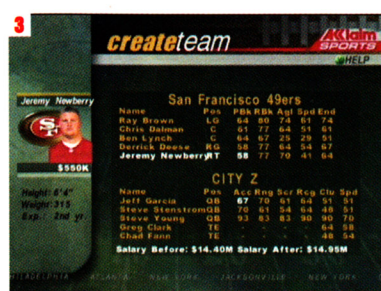 3
createteam
Acclaim
SPORTS
HELP
Jeremy Newberry
$550K
Height: 6'4"
Weight: 315
Exp.: 2nd yr.
San Francisco 49ers
Name Pos PBk RBk Agl Spd End
Ray Brown LG 64 80 74 61 74
Chris Dalman C 61 77 64 51 61
Ben Lynch C 64 67 25 29 51
Derrick Deese RG 58 77 64 54 67
Jeremy Newberry RT 58 77 70 41 64
CITY Z
Name Pos Acc Rng Scr Rcg Clu Spd
Jeff Garcia QB 67 70 61 64 51 51
Steve Stenstrom QB 70 61 54 64 48 51
Steve Young QB 93 83 83 90 90 70
Greg Clark TE - - - - 64 58
Chad Fann TE - - - - 48 54
Salary Before: $14.40M Salary After: $14.95M
ATLANTA NEW YORK JACKSONVILLE NEW YORK